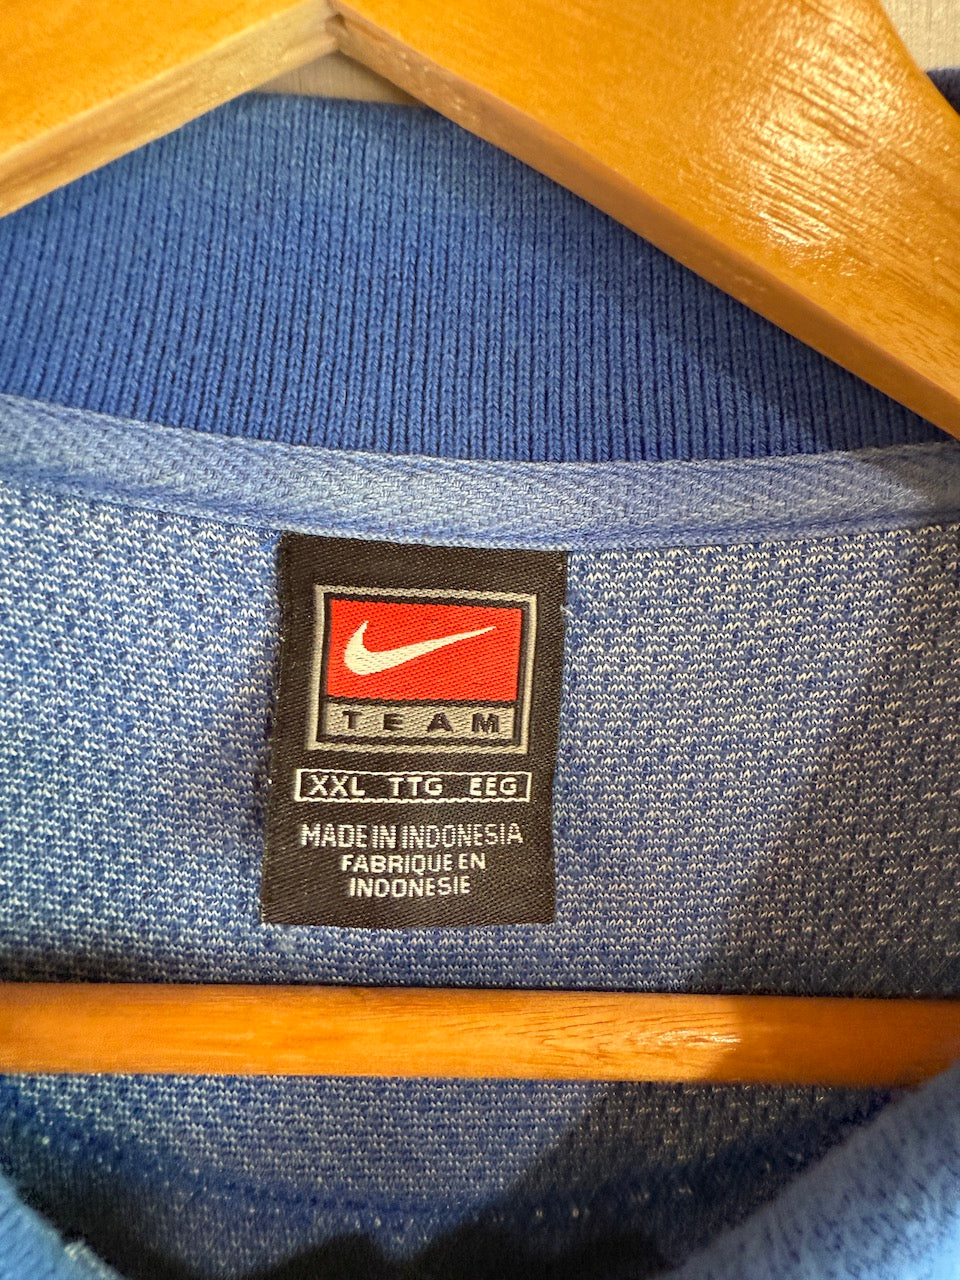 TEAM
XXL TTG EEG
MADE IN INDONESIA
FABRIQUE EN
INDONESIE